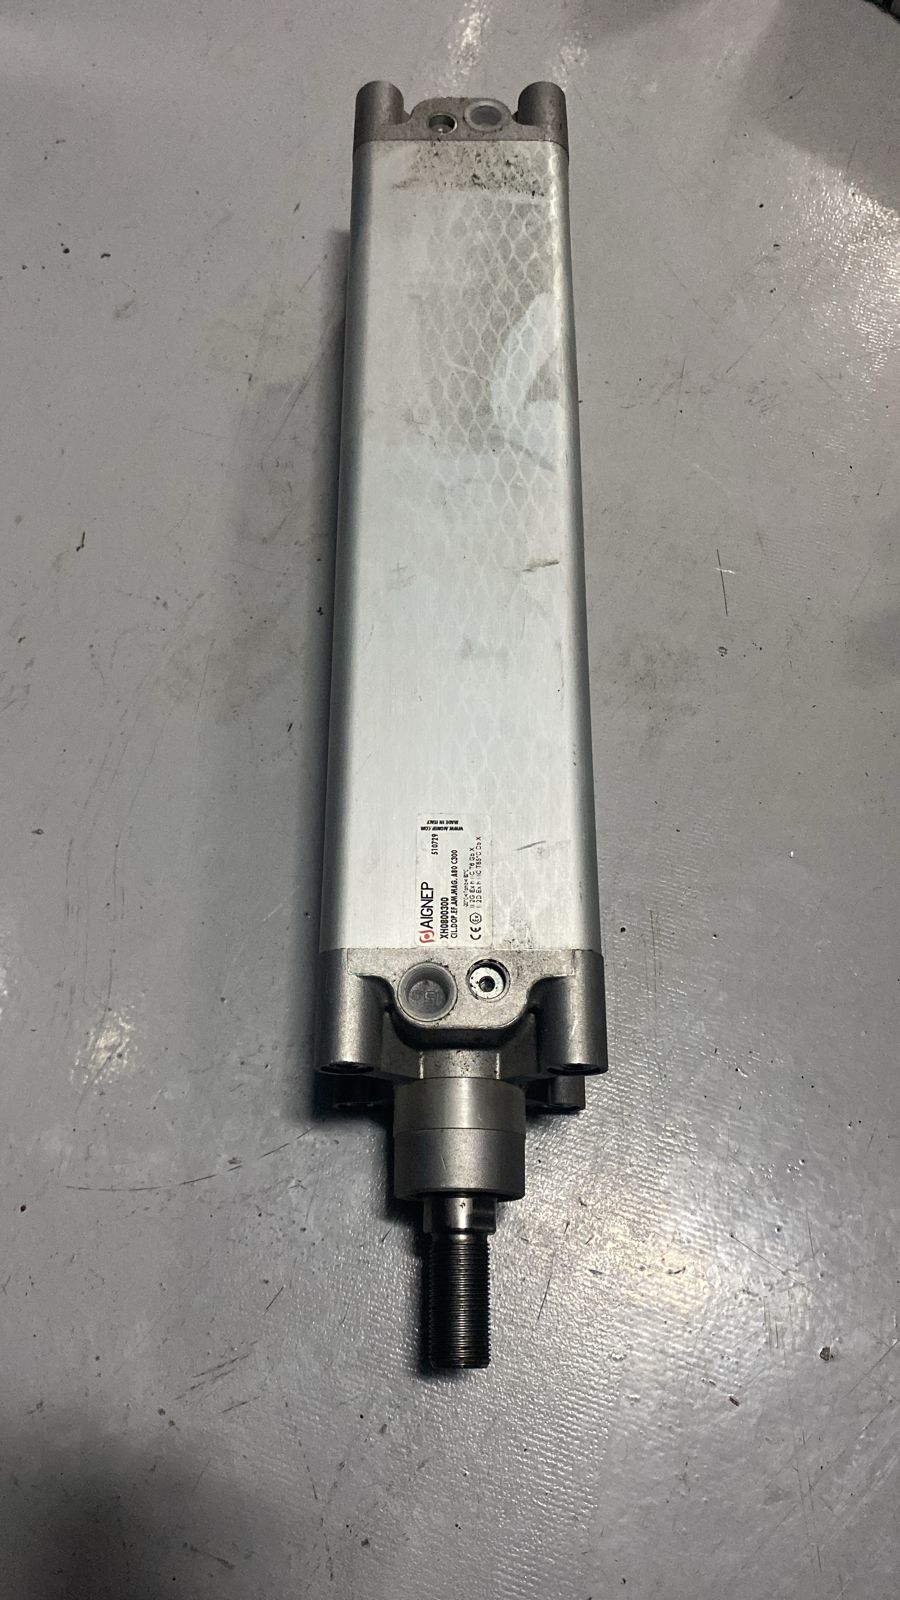 AIGNEP
XH0800300
CIL.DOP.EF.AM.MAG. A80 C300
510729
WWW.AIGNEP.COM
MADE IN ITALY
CE Ex
II 2G Ex h IIC T6 Gb X
II 2D Ex h IIIC T85°C Db X